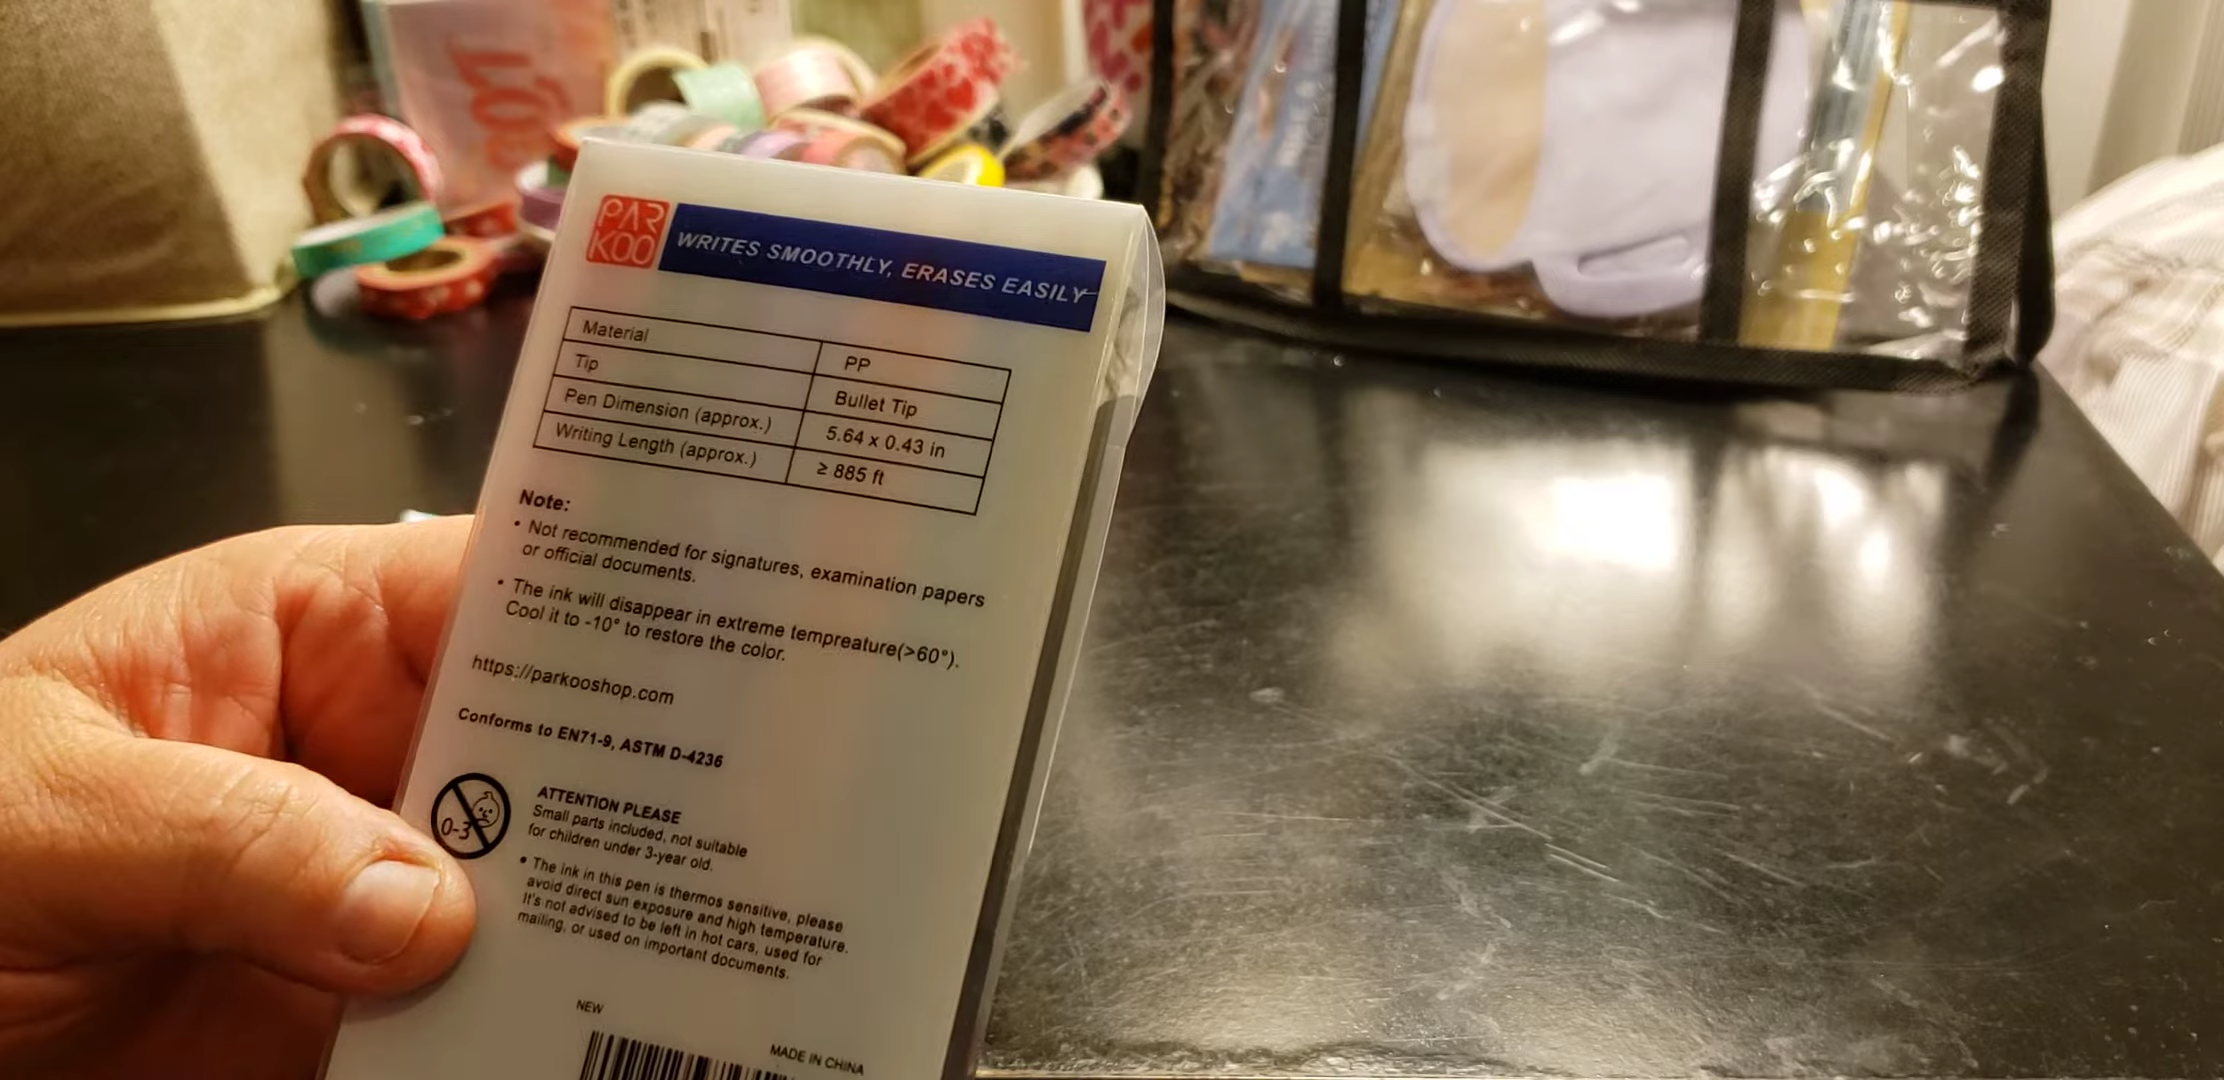 PAR
KOO
WRITES SMOOTHLY, ERASES EASILY
Material PP
Tip Bullet Tip
Pen Dimension (approx.) 5.64 x 0.43 in
Writing Length (approx.) ≥ 885 ft
Note:
• Not recommended for signatures, examination papers
or official documents.
• The ink will disappear in extreme tempreature(>60°).
Cool it to -10° to restore the color.
https://parkooshop.com
Conforms to EN71-9, ASTM D-4236
0-3
ATTENTION PLEASE
Small parts included, not suitable
for children under 3-year old.
• The ink in this pen is thermos sensitive, please
avoid direct sun exposure and high temperature.
It's not advised to be left in hot cars, used for
mailing, or used on important documents.
NEW
MADE IN CHINA